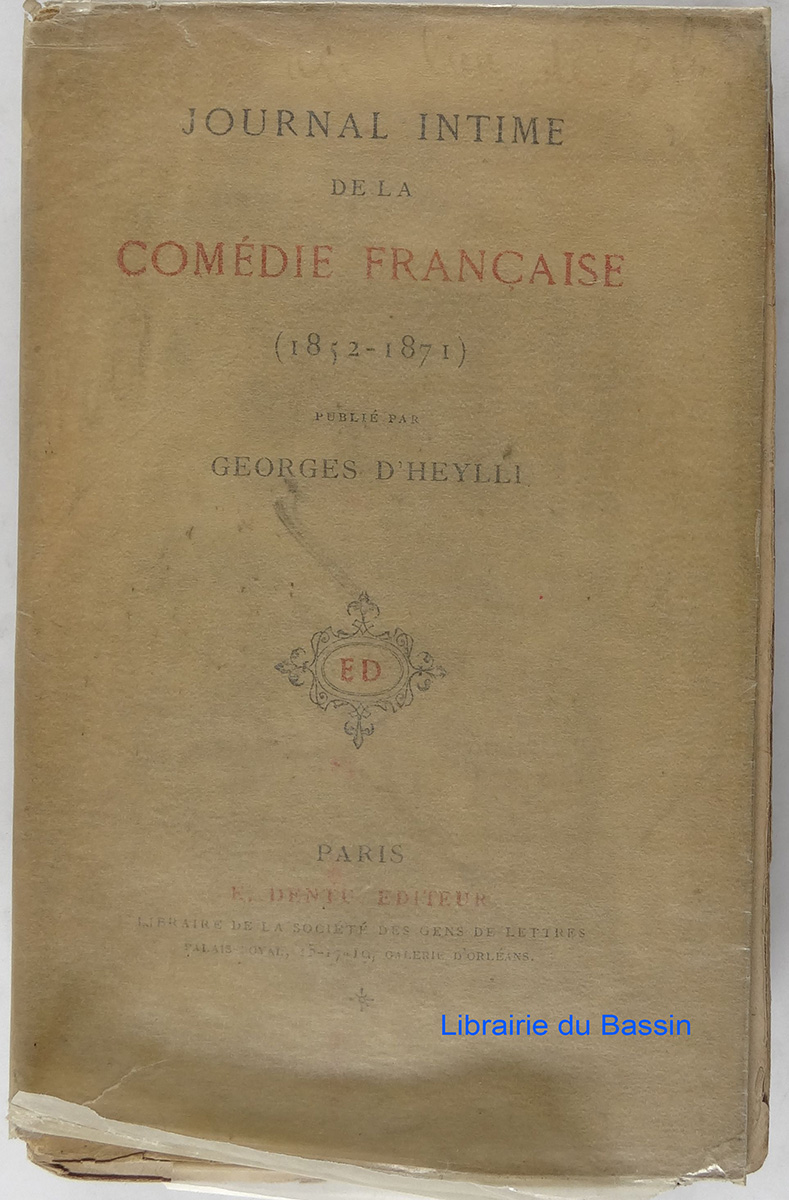 JOURNAL INTIME
DE LA
COMÉDIE FRANÇAISE
(1852-1871)
PUBLIÉ PAR
GEORGES D'HEYLLI
ED
PARIS
E. DENTU EDITEUR
LIBRAIRE DE LA SOCIÉTÉ DES GENS DE LETTRES
PALAIS-ROYAL, 15-17-19, GALERIE D'ORLÉANS.
Librairie du Bassin